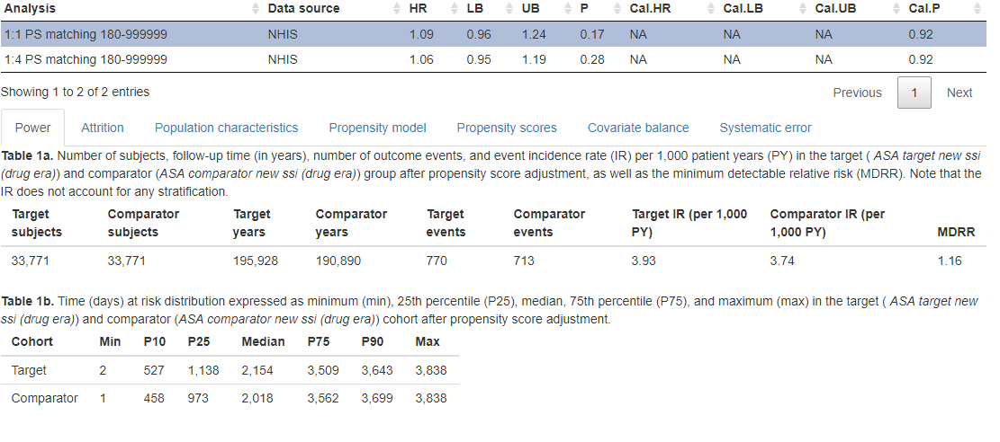 Analysis Data source HR LB UB P Cal.HR Cal.LB Cal.UB Cal.P
1:1 PS matching 180-999999 NHIS 1.09 0.96 1.24 0.17 NA NA NA 0.92
1:4 PS matching 180-999999 NHIS 1.06 0.95 1.19 0.28 NA NA NA 0.92
Showing 1 to 2 of 2 entries Previous 1 Next
Power Attrition Population characteristics Propensity model Propensity scores Covariate balance Systematic error
Table 1a. Number of subjects, follow-up time (in years), number of outcome events, and event incidence rate (IR) per 1,000 patient years (PY) in the target ( ASA target new ssi
(drug era)) and comparator (ASA comparator new ssi (drug era)) group after propensity score adjustment, as well as the minimum detectable relative risk (MDRR). Note that the
IR does not account for any stratification.
Target Comparator Target Comparator Target Comparator Target IR (per 1,000 Comparator IR (per
subjects subjects years years events events PY) 1,000 PY) MDRR
33,771 33,771 195,928 190,890 770 713 3.93 3.74 1.16
Table 1b. Time (days) at risk distribution expressed as minimum (min), 25th percentile (P25), median, 75th percentile (P75), and maximum (max) in the target ( ASA target new
ssi (drug era)) and comparator (ASA comparator new ssi (drug era)) cohort after propensity score adjustment.
Cohort Min P10 P25 Median P75 P90 Max
Target 2 527 1,138 2,154 3,509 3,643 3,838
Comparator 1 458 973 2,018 3,562 3,699 3,838